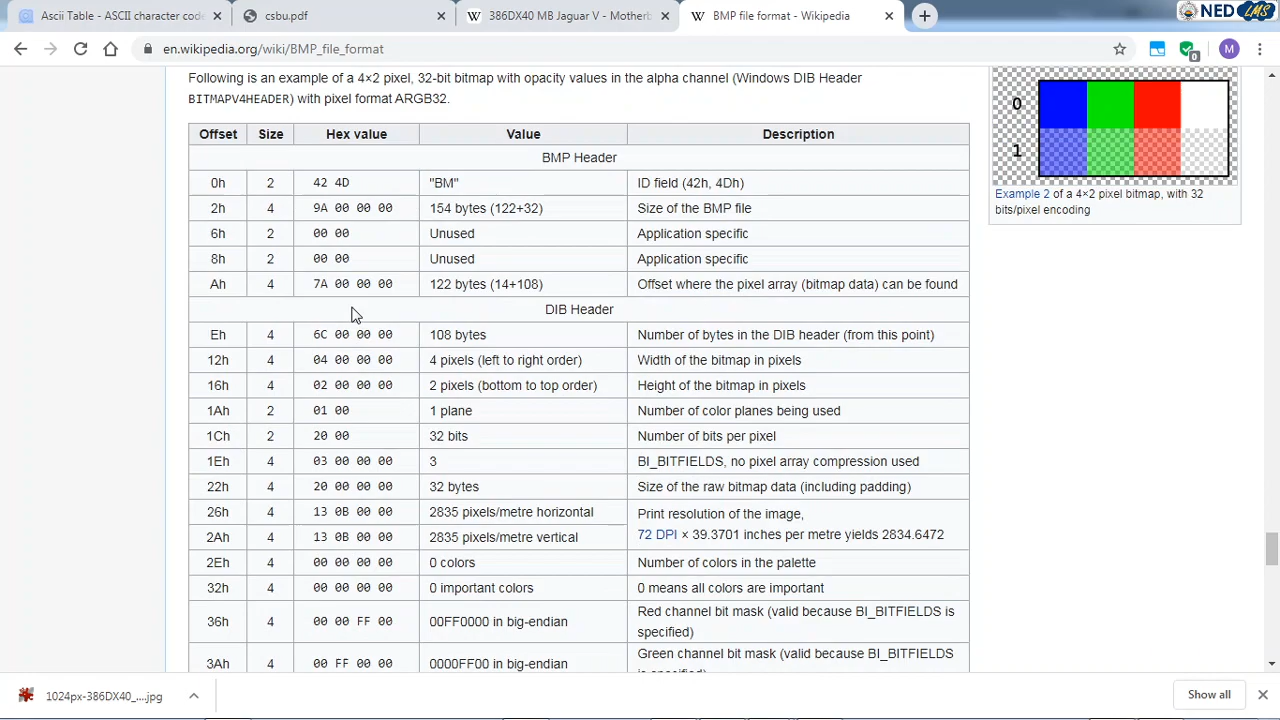 Ascii Table - ASCII character code
csbu.pdf
386DX40 MB Jaguar V - Motherb
BMP file format - Wikipedia
NED LMS
en.wikipedia.org/wiki/BMP_file_format
0
M
Following is an example of a 4×2 pixel, 32-bit bitmap with opacity values in the alpha channel (Windows DIB Header
BITMAPV4HEADER) with pixel format ARGB32.
Offset Size Hex value Value Description
BMP Header
0h 2 42 4D "BM" ID field (42h, 4Dh)
2h 4 9A 00 00 00 154 bytes (122+32) Size of the BMP file
6h 2 00 00 Unused Application specific
8h 2 00 00 Unused Application specific
Ah 4 7A 00 00 00 122 bytes (14+108) Offset where the pixel array (bitmap data) can be found
DIB Header
Eh 4 6C 00 00 00 108 bytes Number of bytes in the DIB header (from this point)
12h 4 04 00 00 00 4 pixels (left to right order) Width of the bitmap in pixels
16h 4 02 00 00 00 2 pixels (bottom to top order) Height of the bitmap in pixels
1Ah 2 01 00 1 plane Number of color planes being used
1Ch 2 20 00 32 bits Number of bits per pixel
1Eh 4 03 00 00 00 3 BI_BITFIELDS, no pixel array compression used
22h 4 20 00 00 00 32 bytes Size of the raw bitmap data (including padding)
26h 4 13 0B 00 00 2835 pixels/metre horizontal Print resolution of the image,
2Ah 4 13 0B 00 00 2835 pixels/metre vertical 72 DPI × 39.3701 inches per metre yields 2834.6472
2Eh 4 00 00 00 00 0 colors Number of colors in the palette
32h 4 00 00 00 00 0 important colors 0 means all colors are important
36h 4 00 00 FF 00 00FF0000 in big-endian Red channel bit mask (valid because BI_BITFIELDS is
specified)
3Ah 4 00 FF 00 00 0000FF00 in big-endian Green channel bit mask (valid because BI_BITFIELDS
0
1
Example 2 of a 4×2 pixel bitmap, with 32
bits/pixel encoding
1024px-386DX40_....jpg
Show all